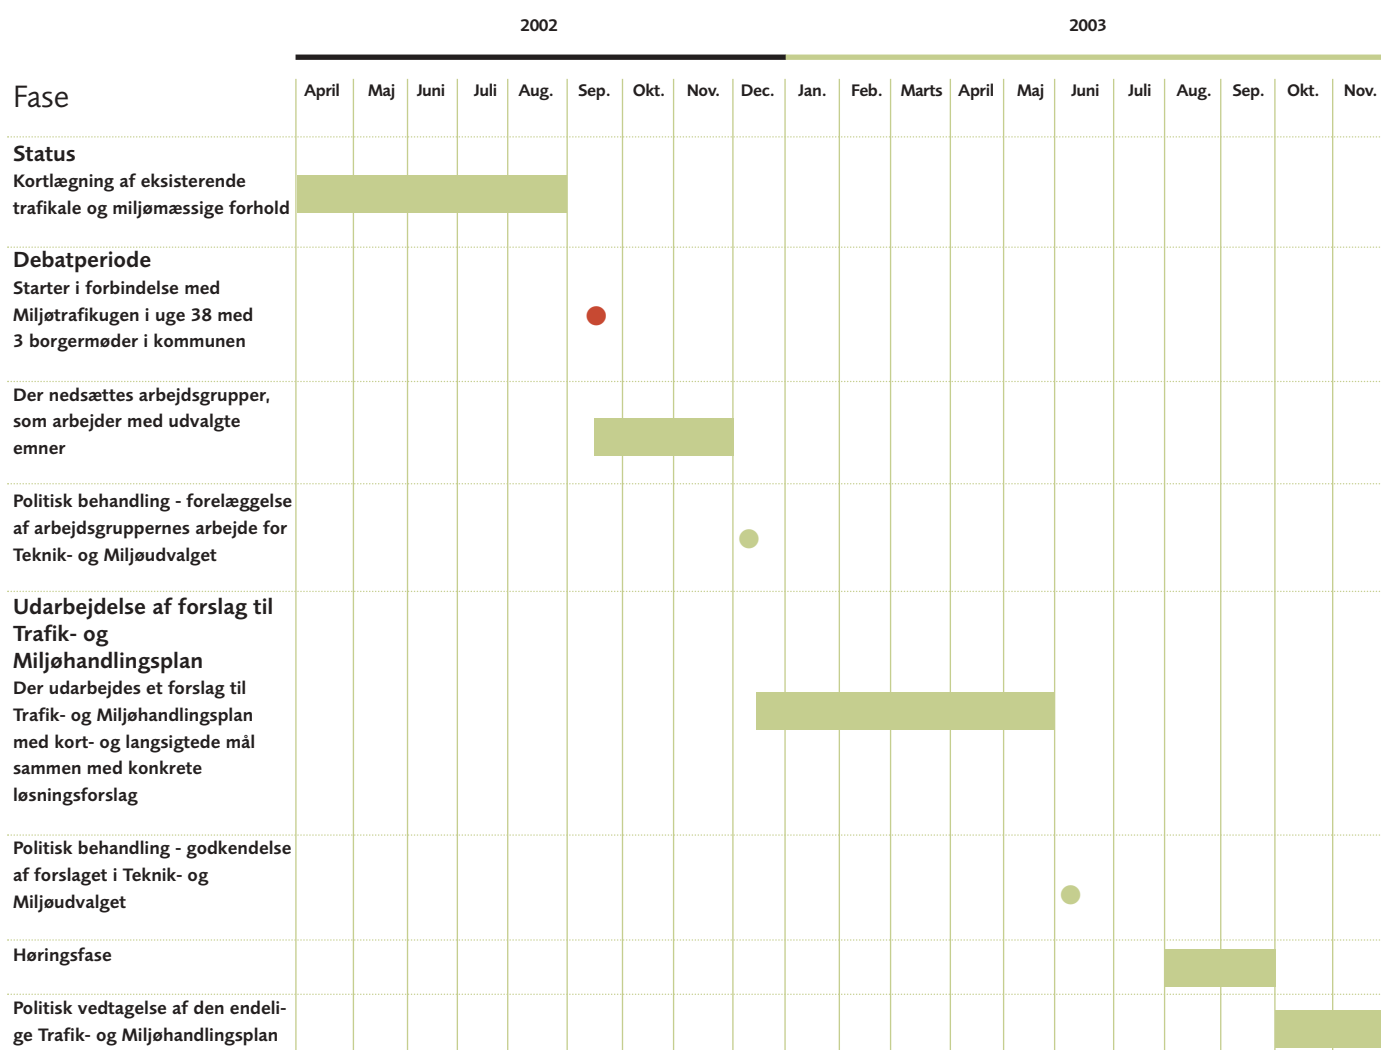 2002 2003
Fase April Maj Juni Juli Aug. Sep. Okt. Nov. Dec. Jan. Feb. Marts April Maj Juni Juli Aug. Sep. Okt. Nov.
Status
Kortlægning af eksisterende
trafikale og miljømæssige forhold
Debatperiode
Starter i forbindelse med
Miljøtrafikugen i uge 38 med
3 borgermøder i kommunen
Der nedsættes arbejdsgrupper,
som arbejder med udvalgte
emner
Politisk behandling - forelæggelse
af arbejdsgruppernes arbejde for
Teknik- og Miljøudvalget
Udarbejdelse af forslag til
Trafik- og
Miljøhandlingsplan
Der udarbejdes et forslag til
Trafik- og Miljøhandlingsplan
med kort- og langsigtede mål
sammen med konkrete
løsningsforslag
Politisk behandling - godkendelse
af forslaget i Teknik- og
Miljøudvalget
Høringsfase
Politisk vedtagelse af den endeli-
ge Trafik- og Miljøhandlingsplan